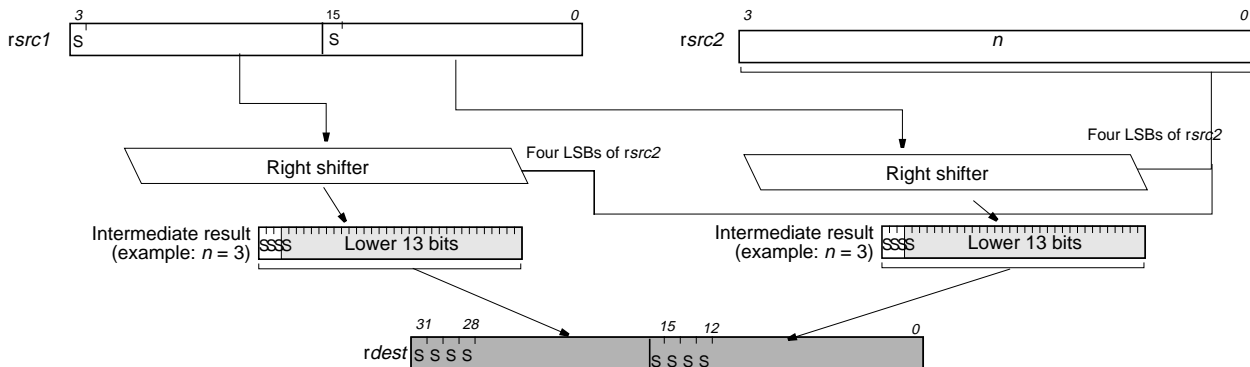 3 15 0
rsrc1 S S
3 0
rsrc2 n
Four LSBs of rsrc2
Four LSBs of rsrc2
Right shifter
Right shifter
Intermediate result
(example: n = 3)
SSSS Lower 13 bits
Intermediate result
(example: n = 3)
SSSS Lower 13 bits
31 28 15 12 0
rdest S S S S S S S S